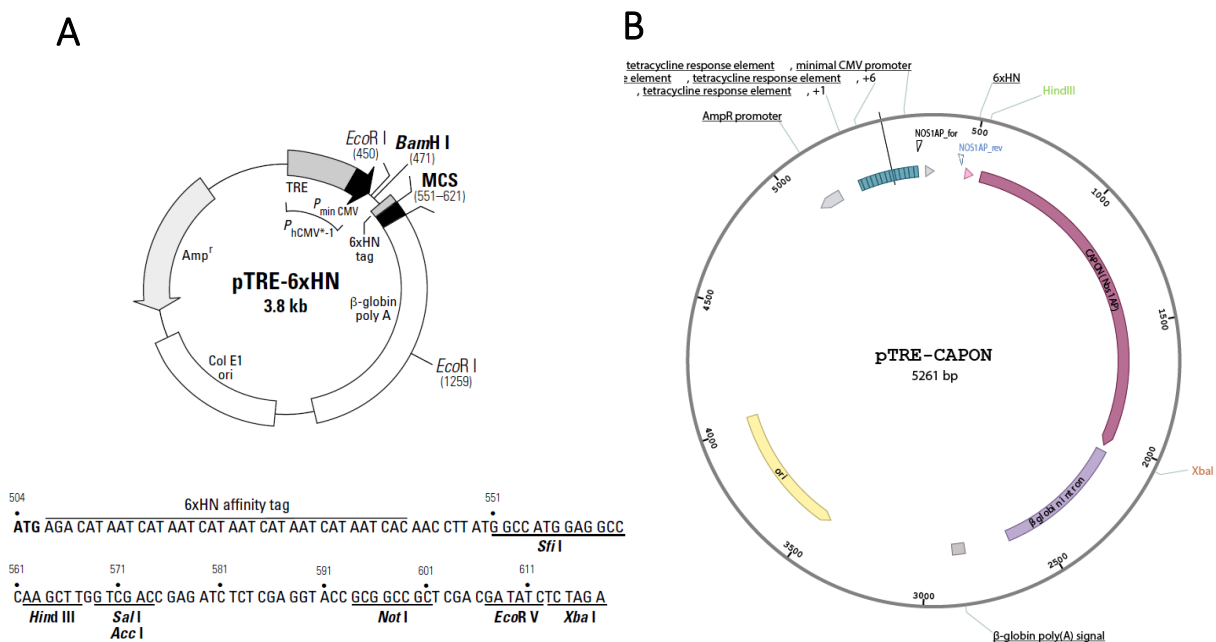 A
EcoR I
(450)
BamH I
(471)
MCS
(551–621)
TRE
P min CMV
P hCMV*-1
6xHN
tag
Amp r
pTRE-6xHN
3.8 kb
β-globin
poly A
Col E1
ori
EcoR I
(1259)
504
6xHN affinity tag
551
ATG AGA CAT AAT CAT AAT CAT AAT CAT AAT CAT AAT CAT AAT CAC AAC CTT ATG GCC ATG GAG GCC
Sfi I
561 571 581 591 601 611
CAA GCT TGG TCG ACC GAG ATC TCT CGA GGT ACC GCG GCC GCT CGA CGA TAT CTC TAG A
Hind III Sal I Not I EcoR V Xba I
Acc I
B
tetracycline response element , minimal CMV promoter
e element , tetracycline response element , +6
, tetracycline response element , +1
AmpR promoter
6xHN
HindIII
NOS1AP_for
NOS1AP_rev
500
1000
1500
2000
2500
3000
3500
4000
4500
5000
CAPON(Nos1AP)
XbaI
pTRE-CAPON
5261 bp
ori
βglobin intron
β-globin poly(A) signal